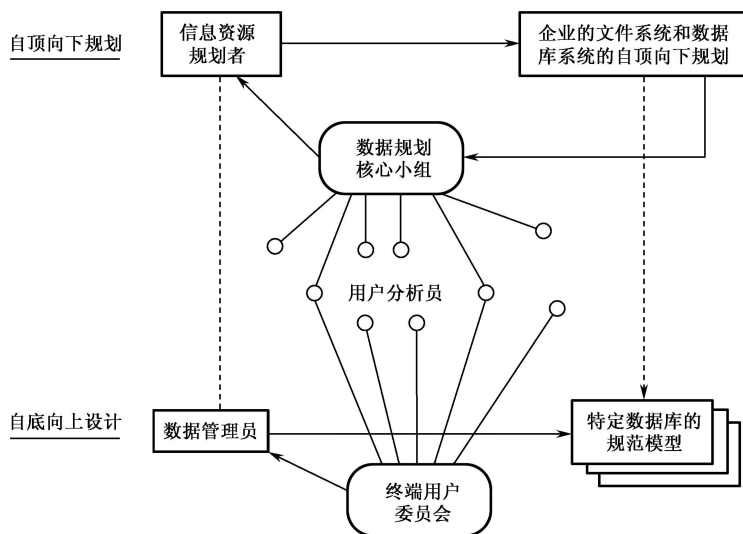 自顶向下规划
信息资源
规划者
企业的文件系统和数据
库系统的自顶向下规划
数据规划
核心小组
用户分析员
自底向上设计
数据管理员
特定数据库的
规范模型
终端用户
委员会